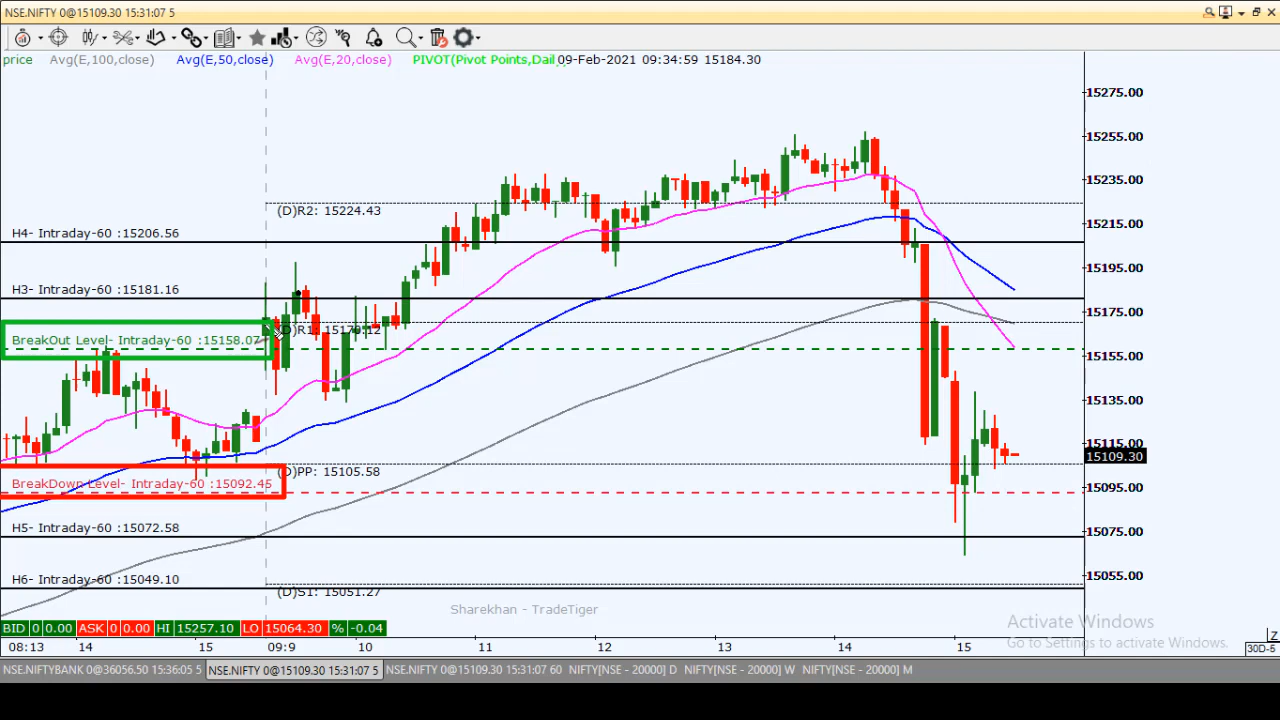 NSE.NIFTY 0@15109.30 15:31:07 5
price Avg(E,100,close) Avg(E,50,close) Avg(E,20,close) PIVOT(Pivot Points,Dail 09-Feb-2021 09:34:59 15184.30
15275.00
15255.00
15235.00
(D)R2: 15224.43
15215.00
H4- Intraday-60 :15206.56
15195.00
H3- Intraday-60 :15181.16
15175.00
(D)R1:
BreakOut Level- Intraday-60 :15158.07
15155.00
15135.00
15115.00
15109.30
(D)PP: 15105.58
BreakDown Level- Intraday-60 :15092.45
15095.00
H5- Intraday-60 :15072.58
15075.00
H6- Intraday-60 :15049.10
15055.00
(D)S1: 15051.27
Sharekhan - TradeTiger
Activate Windows
Go to Settings to activate Windows.
BID 0 0.00 ASK 0 0.00 HI 15257.10 LO 15064.30 % -0.04
Z
08:13 14 15 09:9 10 11 12 13 14 15 30D-5
NSE.NIFTYBANK 0@36056.50 15:36:05 5 NSE.NIFTY 0@15109.30 15:31:07 5 NSE.NIFTY 0@15109.30 15:31:07 60 NIFTY[NSE - 20000] D NIFTY[NSE - 20000] W NIFTY[NSE - 20000] M